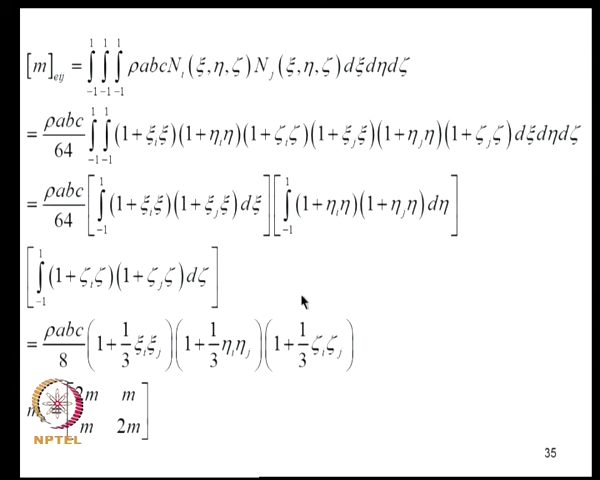 [m]_{eij} = ∫_{-1}^{1} ∫_{-1}^{1} ∫_{-1}^{1} ρabcN_i(ξ,η,ζ)N_j(ξ,η,ζ)dξdηdζ
= ρabc/64 ∫_{-1}^{1} ∫_{-1}^{1} (1+ξ_iξ)(1+η_iη)(1+ζ_iζ)(1+ξ_jξ)(1+η_jη)(1+ζ_jζ)dξdηdζ
= ρabc/64 [∫_{-1}^{1} (1+ξ_iξ)(1+ξ_jξ)dξ][∫_{-1}^{1} (1+η_iη)(1+η_jη)dη]
[∫_{-1}^{1} (1+ζ_iζ)(1+ζ_jζ)dζ]
= ρabc/8 (1+1/3 ξ_iξ_j)(1+1/3 η_iη_j)(1+1/3 ζ_iζ_j)
2m m
m 2m]
NPTEL
35